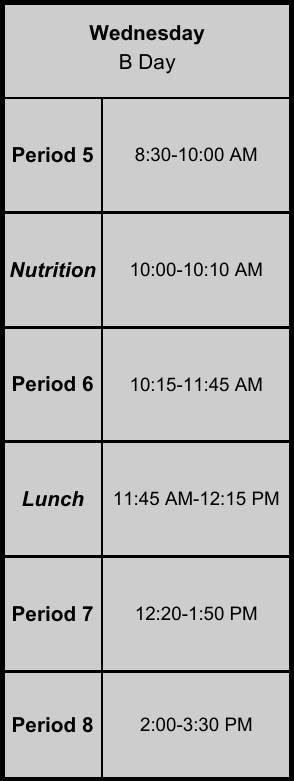 Wednesday
B Day
Period 5 8:30-10:00 AM
Nutrition 10:00-10:10 AM
Period 6 10:15-11:45 AM
Lunch 11:45 AM-12:15 PM
Period 7 12:20-1:50 PM
Period 8 2:00-3:30 PM